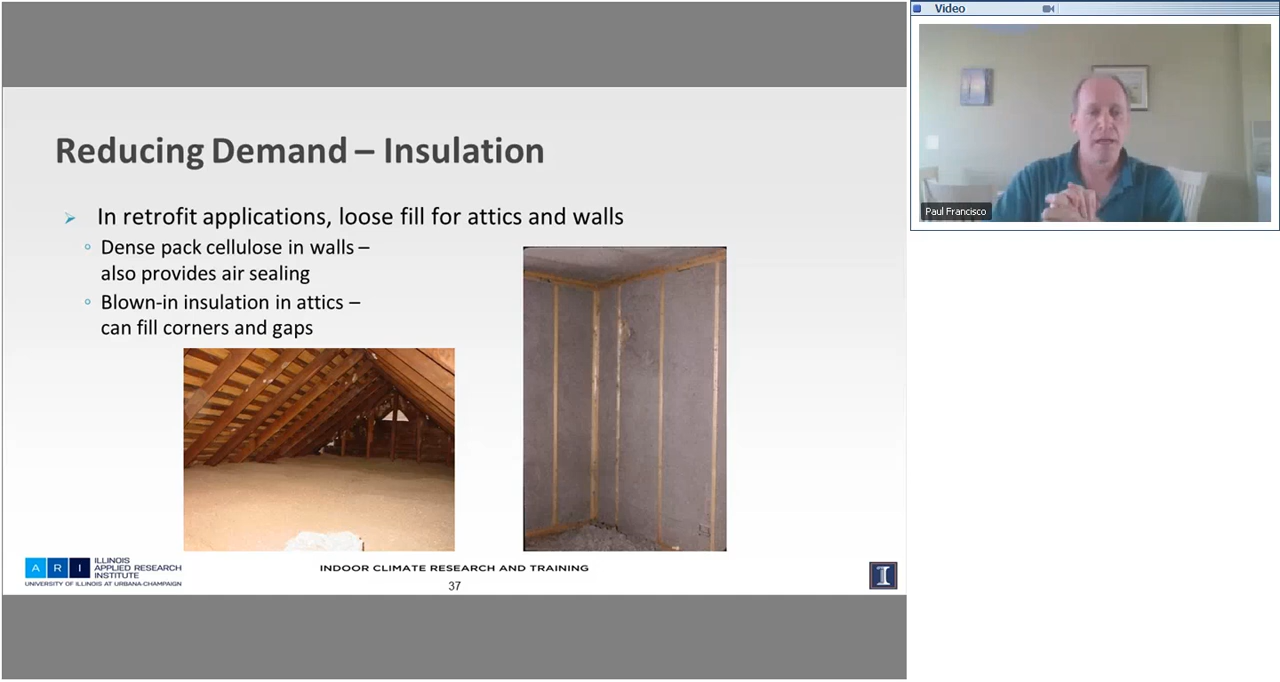 Video
Paul Francisco
Reducing Demand – Insulation
In retrofit applications, loose fill for attics and walls
Dense pack cellulose in walls –
also provides air sealing
Blown-in insulation in attics –
can fill corners and gaps
A R I
ILLINOIS
APPLIED RESEARCH
INSTITUTE
UNIVERSITY OF ILLINOIS AT URBANA-CHAMPAIGN
INDOOR CLIMATE RESEARCH AND TRAINING
37
I